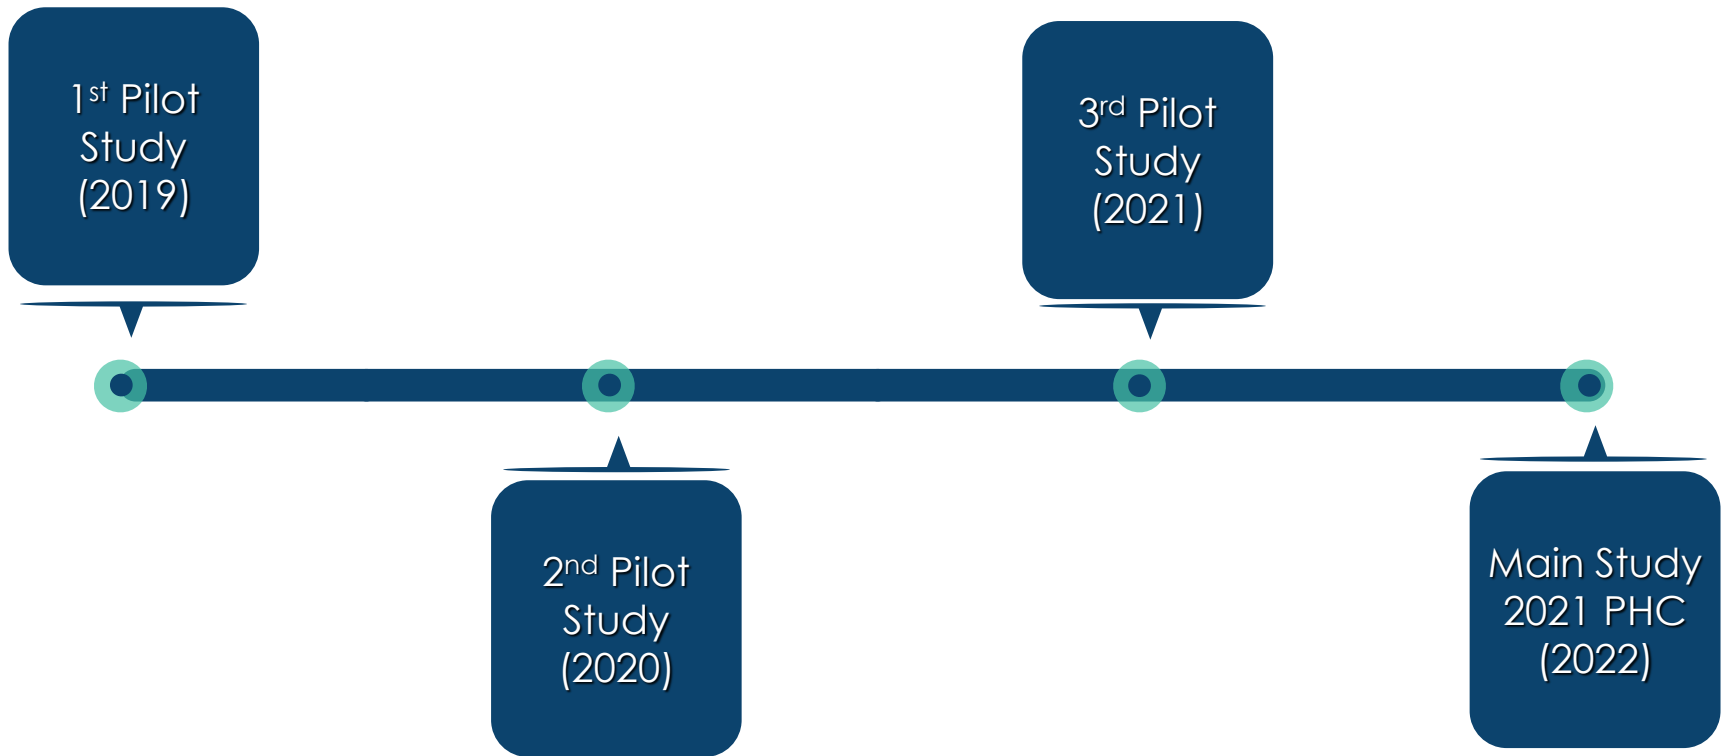 1st Pilot
Study
(2019)
2nd Pilot
Study
(2020)
3rd Pilot
Study
(2021)
Main Study
2021 PHC
(2022)